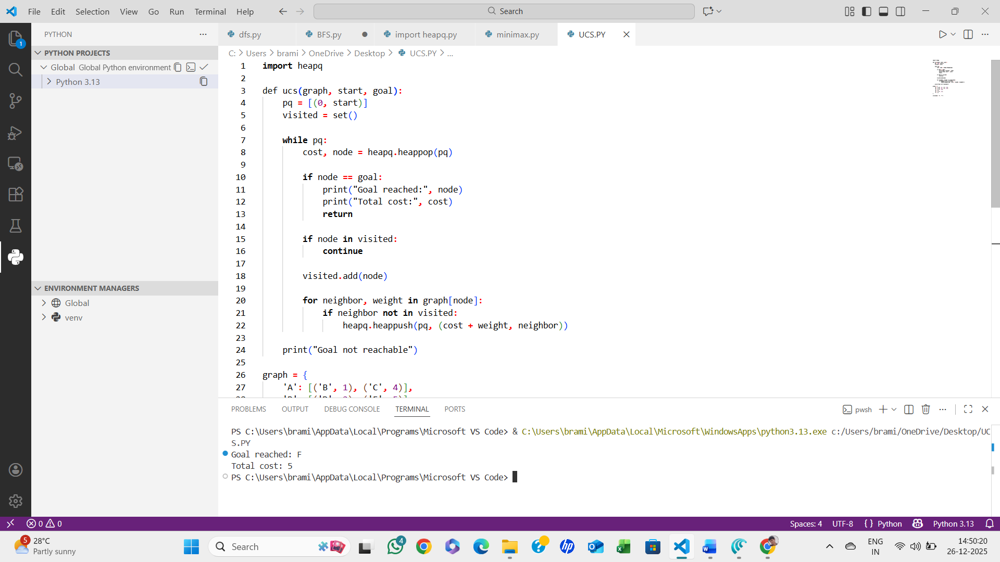 File Edit Selection View Go Run Terminal Help
Search
PYTHON
dfs.py
BFS.py
import heapq.py
minimax.py
UCS.PY
PYTHON PROJECTS
Global Global Python environment
Python 3.13
ENVIRONMENT MANAGERS
Global
venv
1
C: > Users > brami > OneDrive > Desktop > UCS.PY > ...
1 import heapq
2
3 def ucs(graph, start, goal):
4 pq = [(0, start)]
5 visited = set()
6
7 while pq:
8 cost, node = heapq.heappop(pq)
9
10 if node == goal:
11 print("Goal reached:", node)
12 print("Total cost:", cost)
13 return
14
15 if node in visited:
16 continue
17
18 visited.add(node)
19
20 for neighbor, weight in graph[node]:
21 if neighbor not in visited:
22 heapq.heappush(pq, (cost + weight, neighbor))
23
24 print("Goal not reachable")
25
26 graph = {
27 'A': [('B', 1), ('C', 4)],
PROBLEMS OUTPUT DEBUG CONSOLE TERMINAL PORTS
pwsh
PS C:\Users\brami\AppData\Local\Programs\Microsoft VS Code> & C:\Users\brami\AppData\Local\Microsoft\WindowsApps\python3.13.exe c:/Users/brami/OneDrive/Desktop/UC
S.PY
Goal reached: F
Total cost: 5
PS C:\Users\brami\AppData\Local\Programs\Microsoft VS Code>
0 0
Spaces: 4 UTF-8 { } Python Python 3.13
5
28°C
Partly sunny
Search
4
ENG
IN
14:50:20
26-12-2025